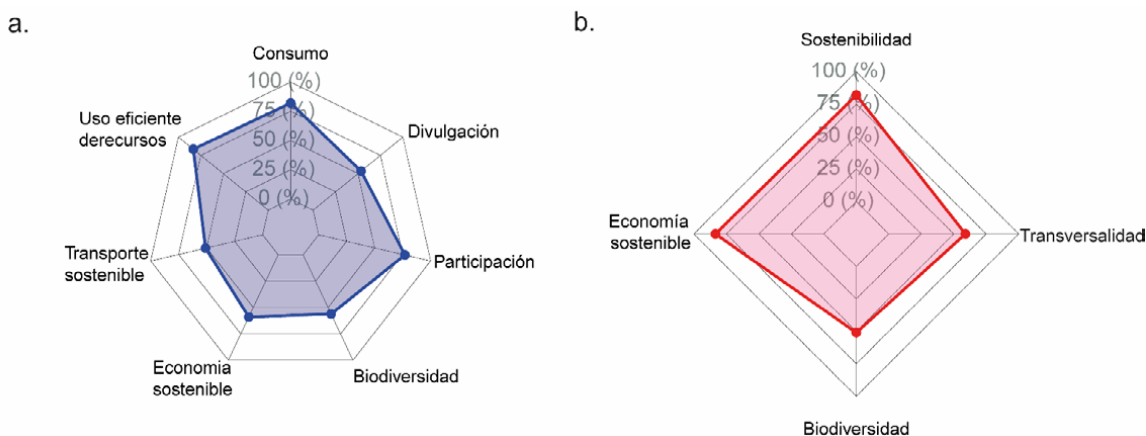 a.
Consumo
100 (%)
75 (%)
50 (%)
25 (%)
0 (%)
Uso eficiente
derecursos
Divulgación
Transporte
sostenible
Participación
Economia
sostenible
Biodiversidad
b.
Sostenibilidad
100 (%)
75 (%)
50 (%)
25 (%)
0 (%)
Economía
sostenible
Transversalidad
Biodiversidad